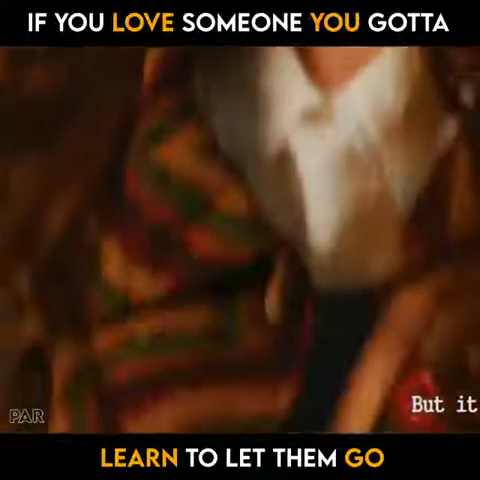 IF YOU LOVE SOMEONE YOU GOTTA
But it
PAR
LEARN TO LET THEM GO